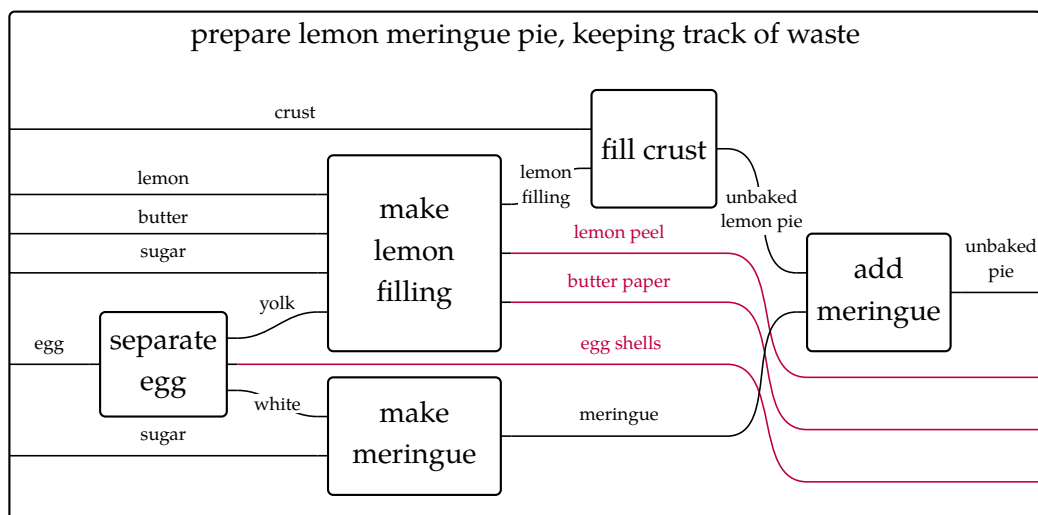 prepare lemon meringue pie, keeping track of waste
crust
fill crust
lemon
filling
lemon
butter
sugar
yolk
make
lemon
filling
unbaked
lemon pie
lemon peel
butter paper
egg shells
unbaked
pie
add
meringue
egg
separate
egg
white
sugar
make
meringue
meringue